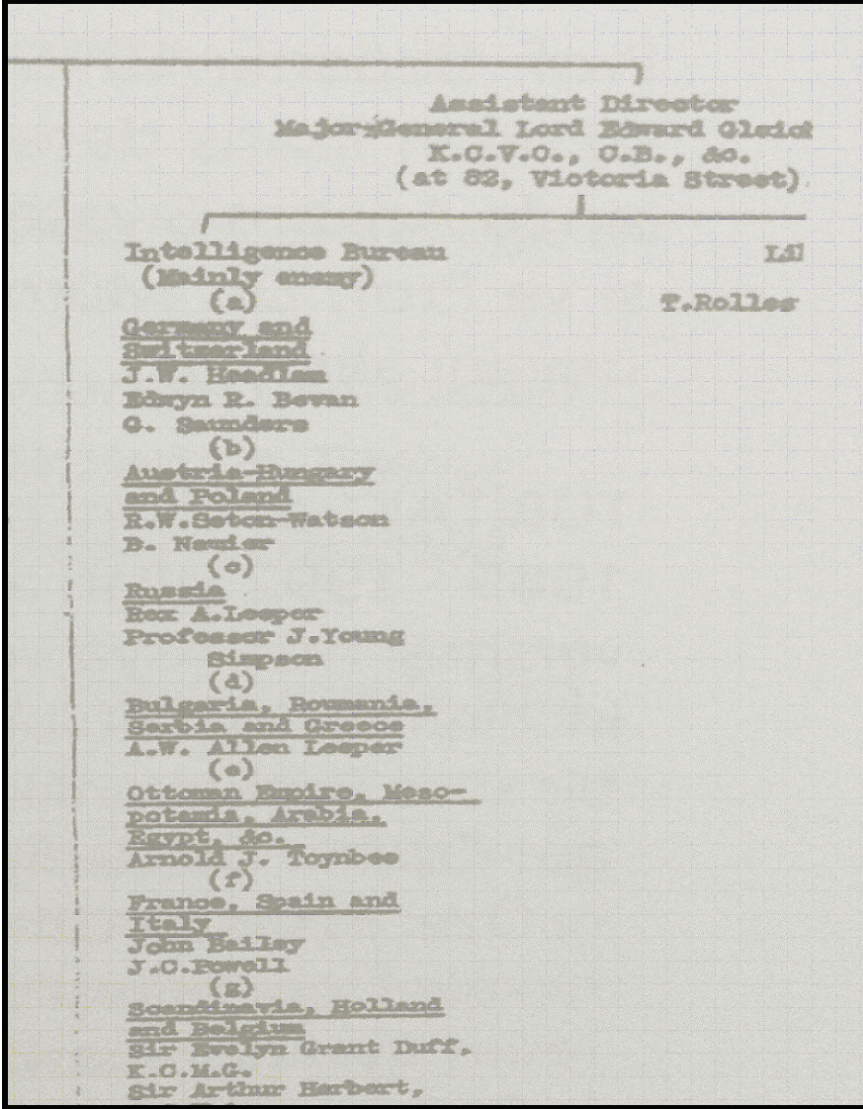 Assistant Director
Major-General Lord Edward
K.C.V.O., C.B., &c.
(at 82, Victoria Street)
Intelligence Bureau
(Mainly enemy)
(a)
T.Rolles
Germany and
Switzerland
J.W. Headlam
Edwyn R. Bevan
G. Saunders
(b)
Austria-Hungary
and Poland
R.W.Seton-Watson
B.
(c)
Russia
Rex A.Leeper
Professor J.Young
Simpson
(d)
Bulgaria, Roumania,
Serbia and Greece
A.W. Allen Leeper
(e)
Ottoman Empire, Meso-
potamia, Arabia,
Egypt, &c.
Arnold J. Toynbee
(f)
France, Spain and
Italy
John Bailey
J.C.Powell
(g)
Scandinavia, Holland
and Belgium
Sir Evelyn Grant Duff,
K.C.M.G.
Sir Arthur Herbert,